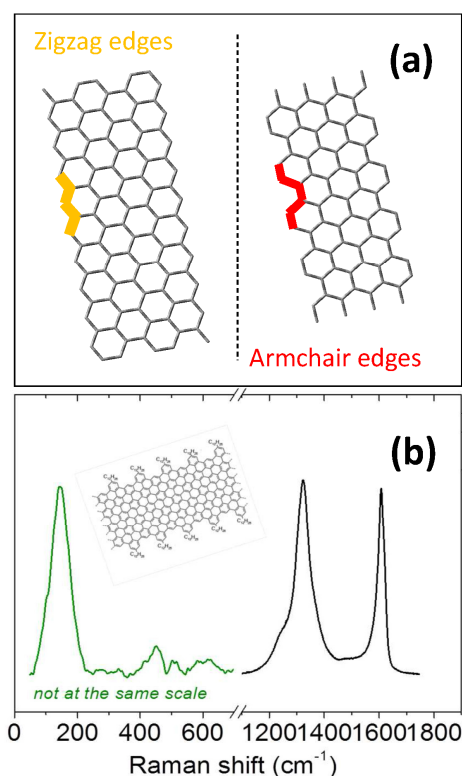 Zigzag edges
(a)
Armchair edges
(b)
not at the same scale
0 200 400 600 1200 1400 1600 1800
Raman shift (cm⁻¹)